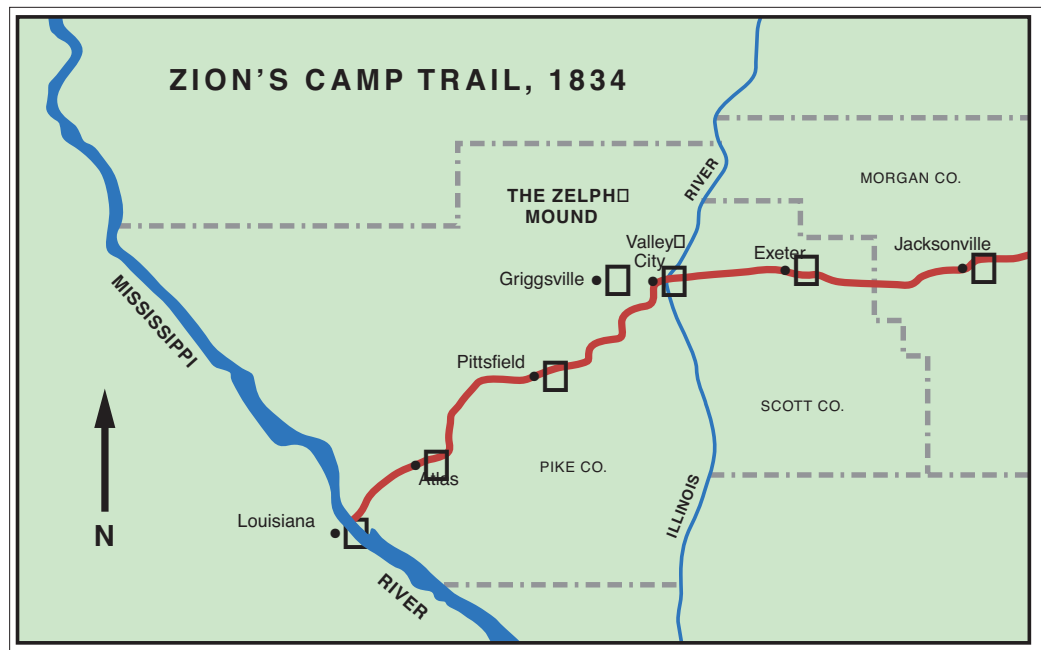 ZION'S CAMP TRAIL, 1834
MORGAN CO.
RIVER
THE ZELPH
MOUND
Valley
City
Exeter
Jacksonville
Griggsville
MISSISSIPPI
Pittsfield
SCOTT CO.
PIKE CO.
Atlas
ILLINOIS
Louisiana
N
RIVER